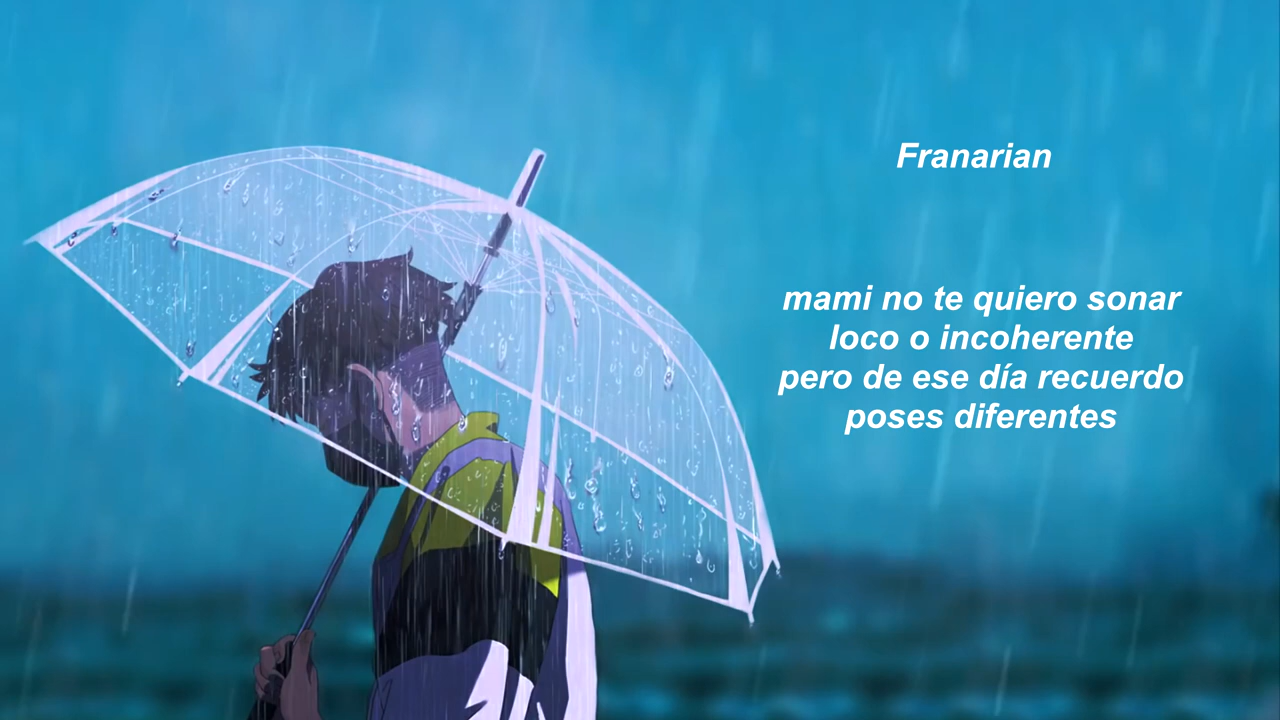 Franarian
mami no te quiero sonar
loco o incoherente
pero de ese día recuerdo
poses diferentes